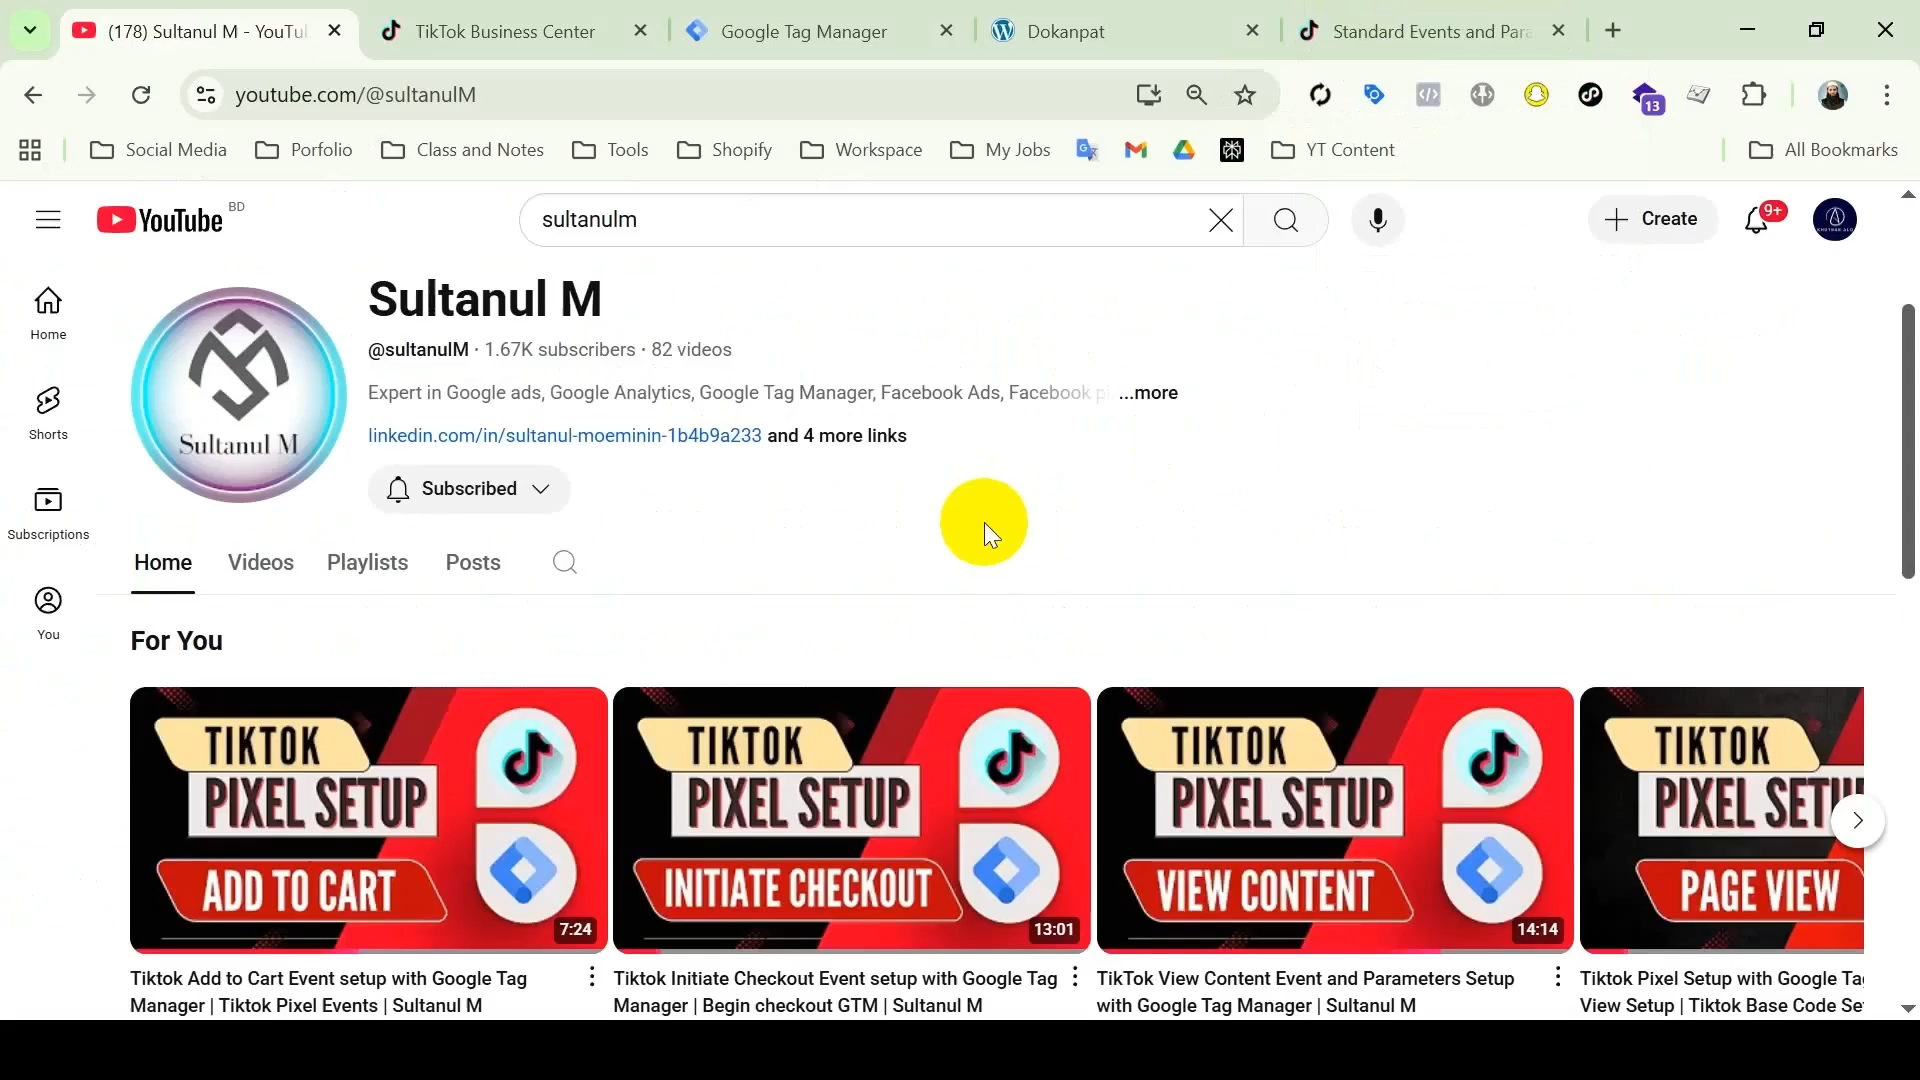 (178) Sultanul M - YouTu
TikTok Business Center
Google Tag Manager
Dokanpat
Standard Events and Para
youtube.com/@sultanulM
13
Social Media
Porfolio
Class and Notes
Tools
Shopify
Workspace
My Jobs
YT Content
All Bookmarks
YouTube BD
sultanulm
Create
9+
Home
Shorts
Subscriptions
You
Sultanul M
Sultanul M
@sultanulM · 1.67K subscribers · 82 videos
Expert in Google ads, Google Analytics, Google Tag Manager, Facebook Ads, Facebook pi ...more
linkedin.com/in/sultanul-moeminin-1b4b9a233 and 4 more links
Subscribed
Home
Videos
Playlists
Posts
For You
TIKTOK
PIXEL SETUP
ADD TO CART
7:24
Tiktok Add to Cart Event setup with Google Tag
Manager | Tiktok Pixel Events | Sultanul M
TIKTOK
PIXEL SETUP
INITIATE CHECKOUT
13:01
Tiktok Initiate Checkout Event setup with Google Tag
Manager | Begin checkout GTM | Sultanul M
TIKTOK
PIXEL SETUP
VIEW CONTENT
14:14
TikTok View Content Event and Parameters Setup
with Google Tag Manager | Sultanul M
TIKTOK
PIXEL SETU
PAGE VIEW
Tiktok Pixel Setup with Google Tag
View Setup | Tiktok Base Code Se